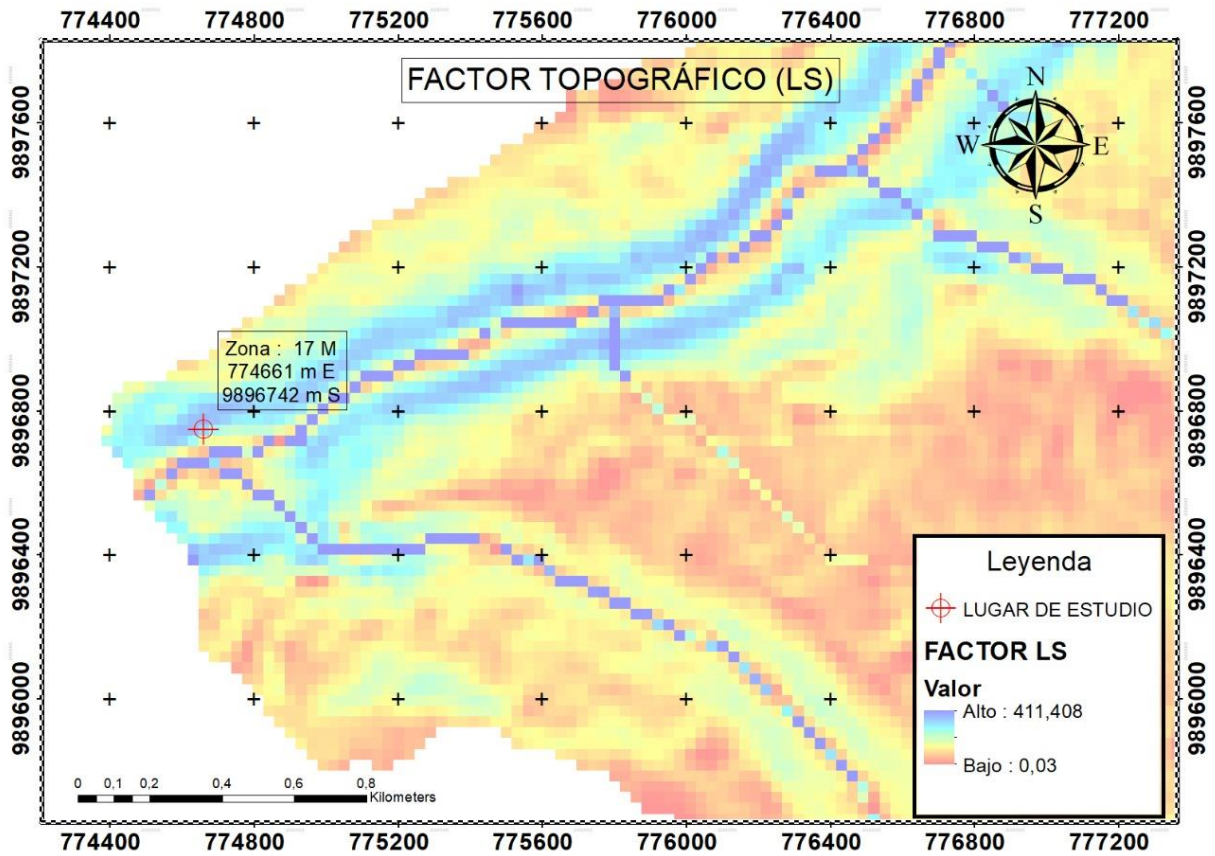 774400 774800 775200 775600 776000 776400 776800 777200
FACTOR TOPOGRÁFICO (LS)
N
W E
S
9897600 9897600
9897200 9897200
Zona : 17 M
774661 m E
9896742 m S
9896800 9896800
9896400 9896400
Leyenda
LUGAR DE ESTUDIO
FACTOR LS
Valor
Alto : 411,408
Bajo : 0,03
9896000 9896000
0 0,1 0,2 0,4 0,6 0,8
Kilometers
774400 774800 775200 775600 776000 776400 776800 777200